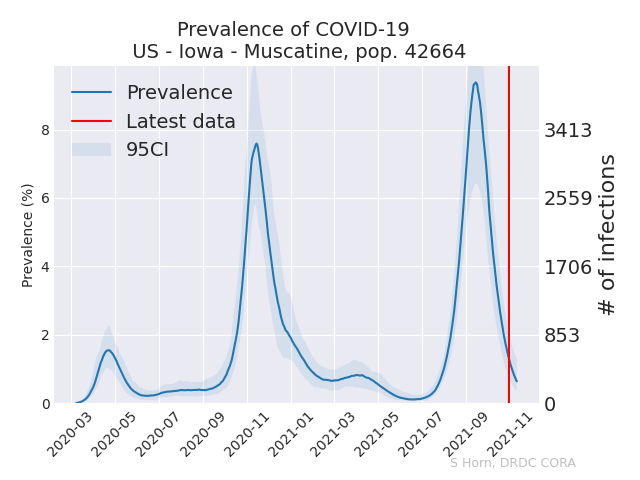 Prevalence of COVID-19
US - Iowa - Muscatine, pop. 42664
Prevalence
Latest data
95CI
Prevalence (%)
8
6
4
2
0
3413
2559
1706
853
0
# of infections
2020-03
2020-05
2020-07
2020-09
2020-11
2021-01
2021-03
2021-05
2021-07
2021-09
2021-11
S Horn, DRDC CORA